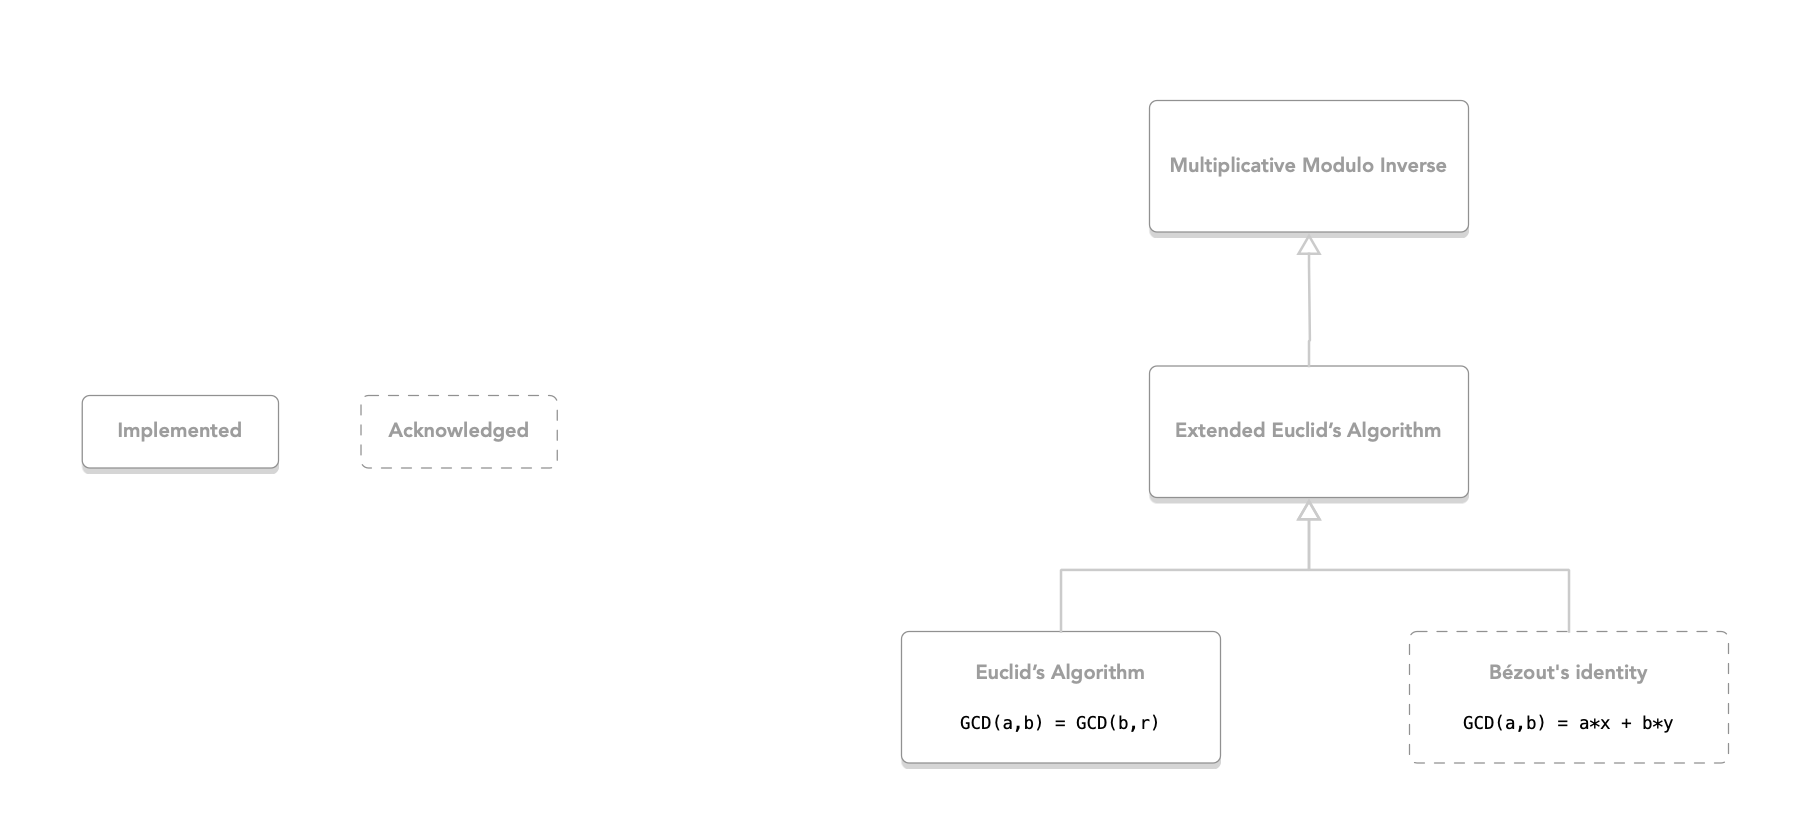 Multiplicative Modulo Inverse
Implemented
Acknowledged
Extended Euclid’s Algorithm
Euclid’s Algorithm
GCD(a,b) = GCD(b,r)
Bézout's identity
GCD(a,b) = a*x + b*y